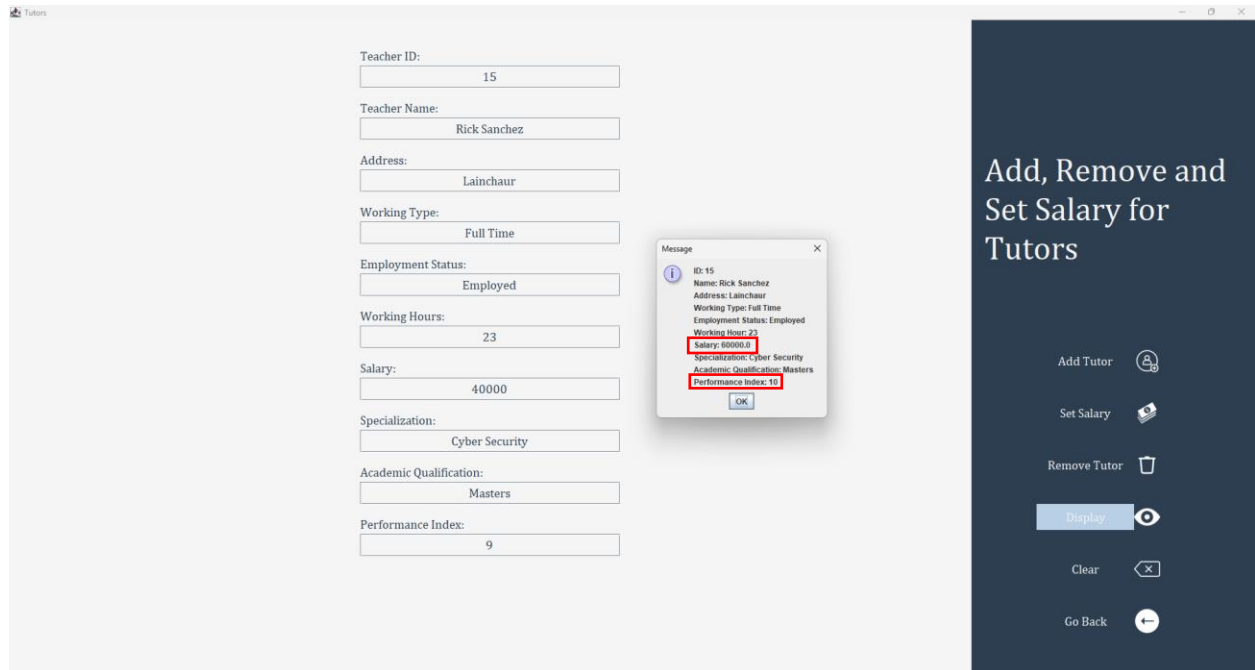 Tutors
Teacher ID:
15
Teacher Name:
Rick Sanchez
Address:
Lainchaur
Working Type:
Full Time
Employment Status:
Employed
Working Hours:
23
Salary:
40000
Specialization:
Cyber Security
Academic Qualification:
Masters
Performance Index:
9
Message
ID: 15
Name: Rick Sanchez
Address: Lainchaur
Working Type: Full Time
Employment Status: Employed
Working Hour: 23
Salary: 60000.0
Specialization: Cyber Security
Academic Qualification: Masters
Performance Index: 10
OK
Add, Remove and
Set Salary for
Tutors
Add Tutor
Set Salary
Remove Tutor
Display
Clear
Go Back